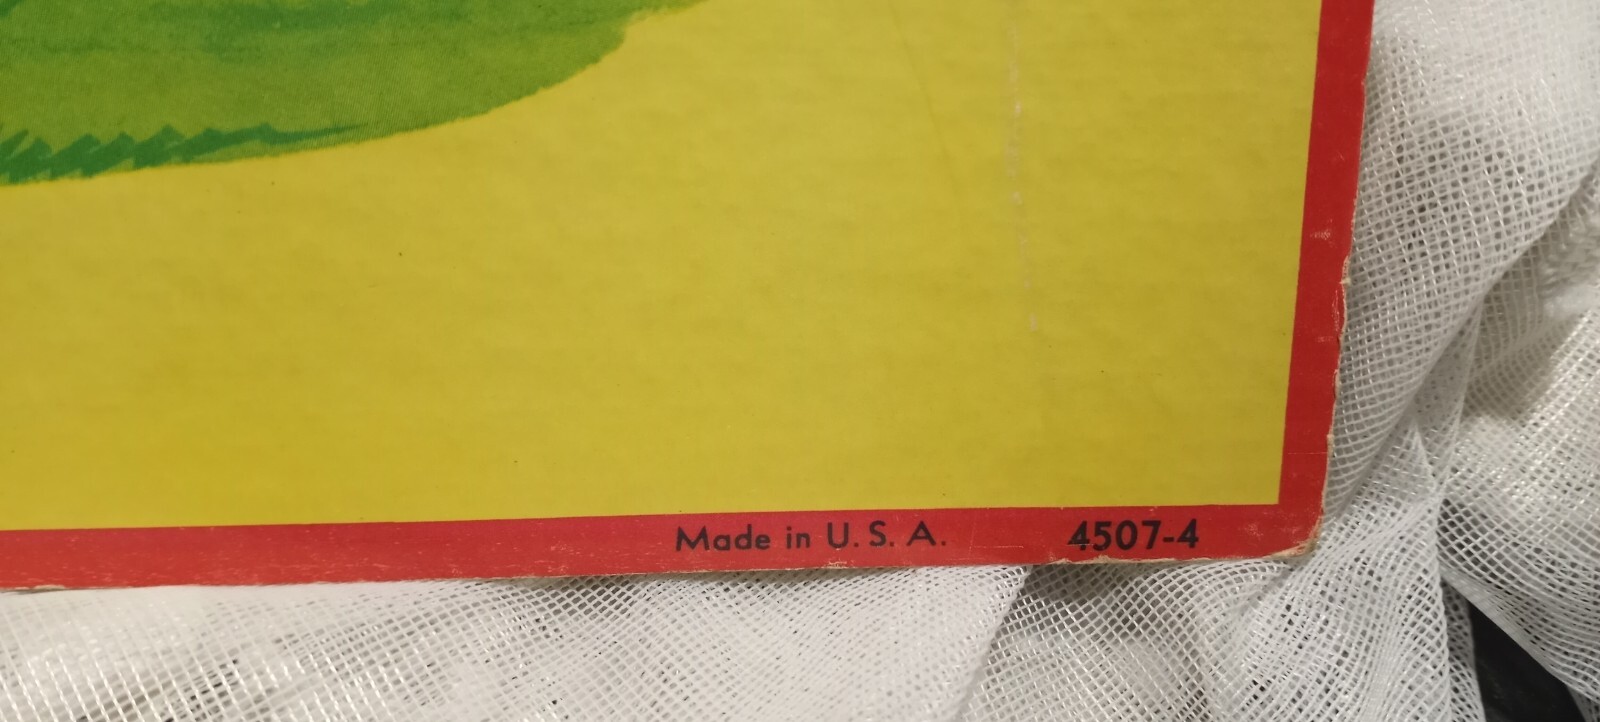 Made in U. S. A. 4507-4